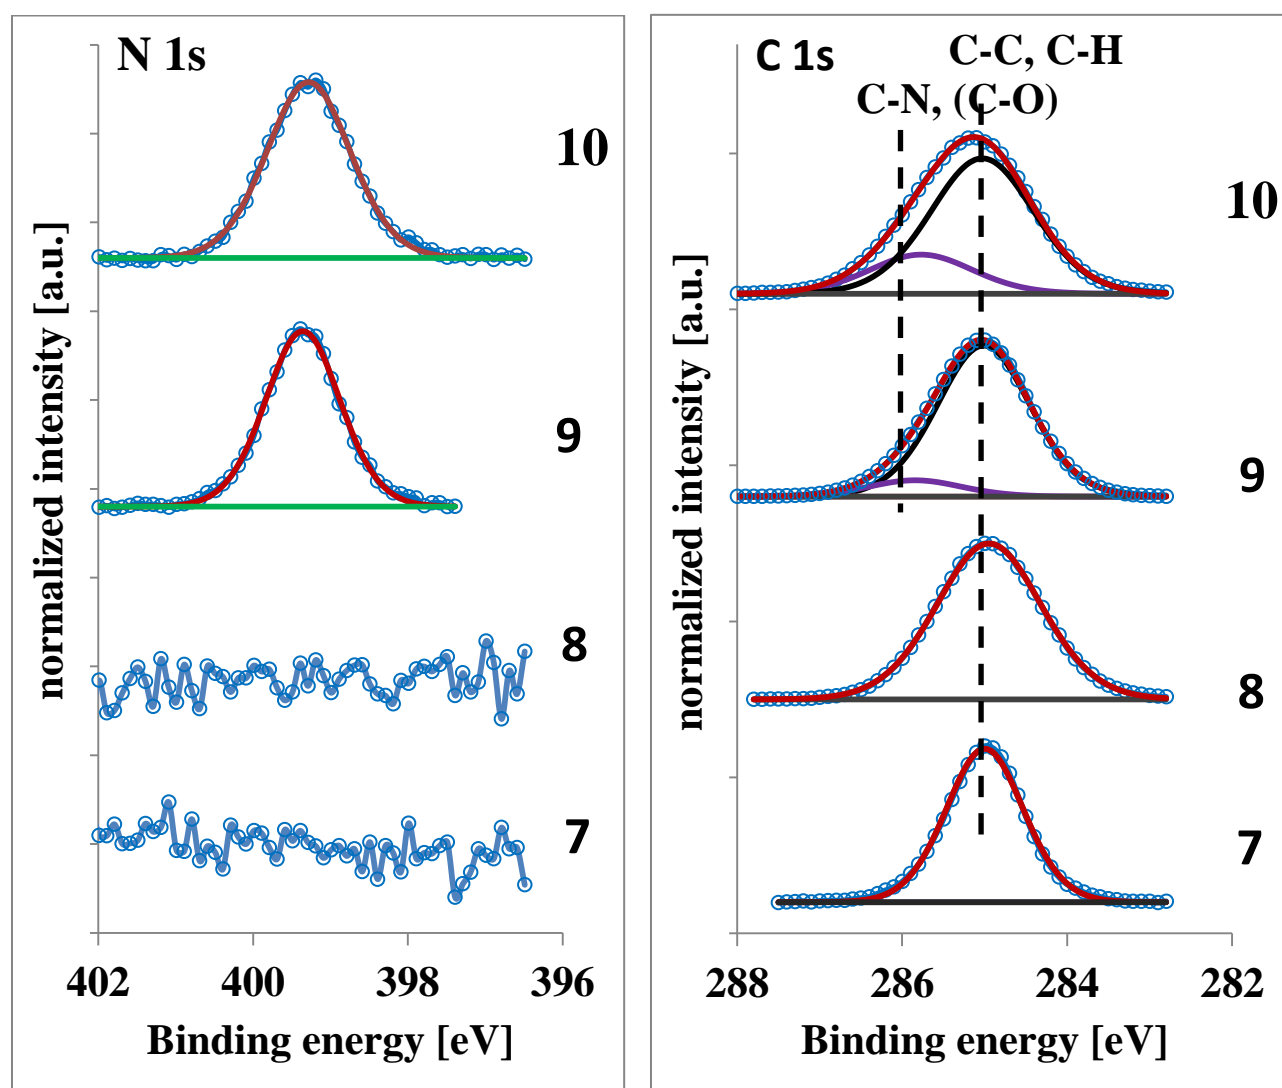 N 1s
10
9
8
7
normalized intensity [a.u.]
402 400 398 396
Binding energy [eV]
C 1s
C-C, C-H
C-N, (C-O)
10
9
8
7
normalized intensity [a.u.]
288 286 284 282
Binding energy [eV]